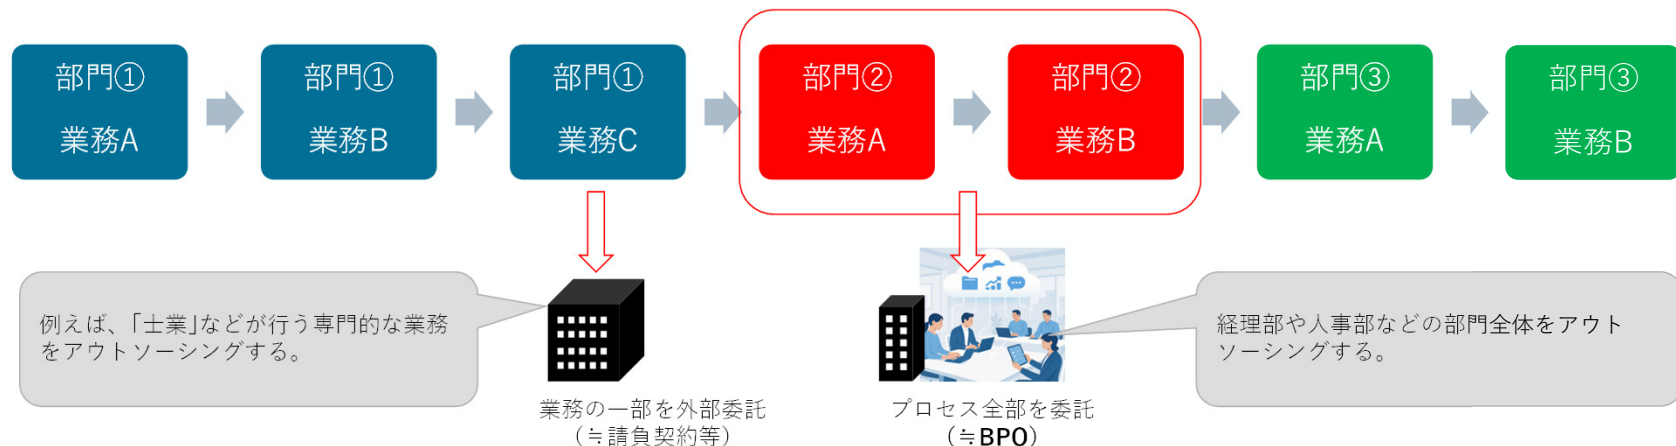 部門①
業務A
部門①
業務B
部門①
業務C
部門②
業務A
部門②
業務B
部門③
業務A
部門③
業務B
例えば、「士業」などが行う専門的な業務
をアウトソーシングする。
業務の一部を外部委託
(≒請負契約等)
プロセス全部を委託
(≒BPO)
経理部や人事部などの部門全体をアウト
ソーシングする。